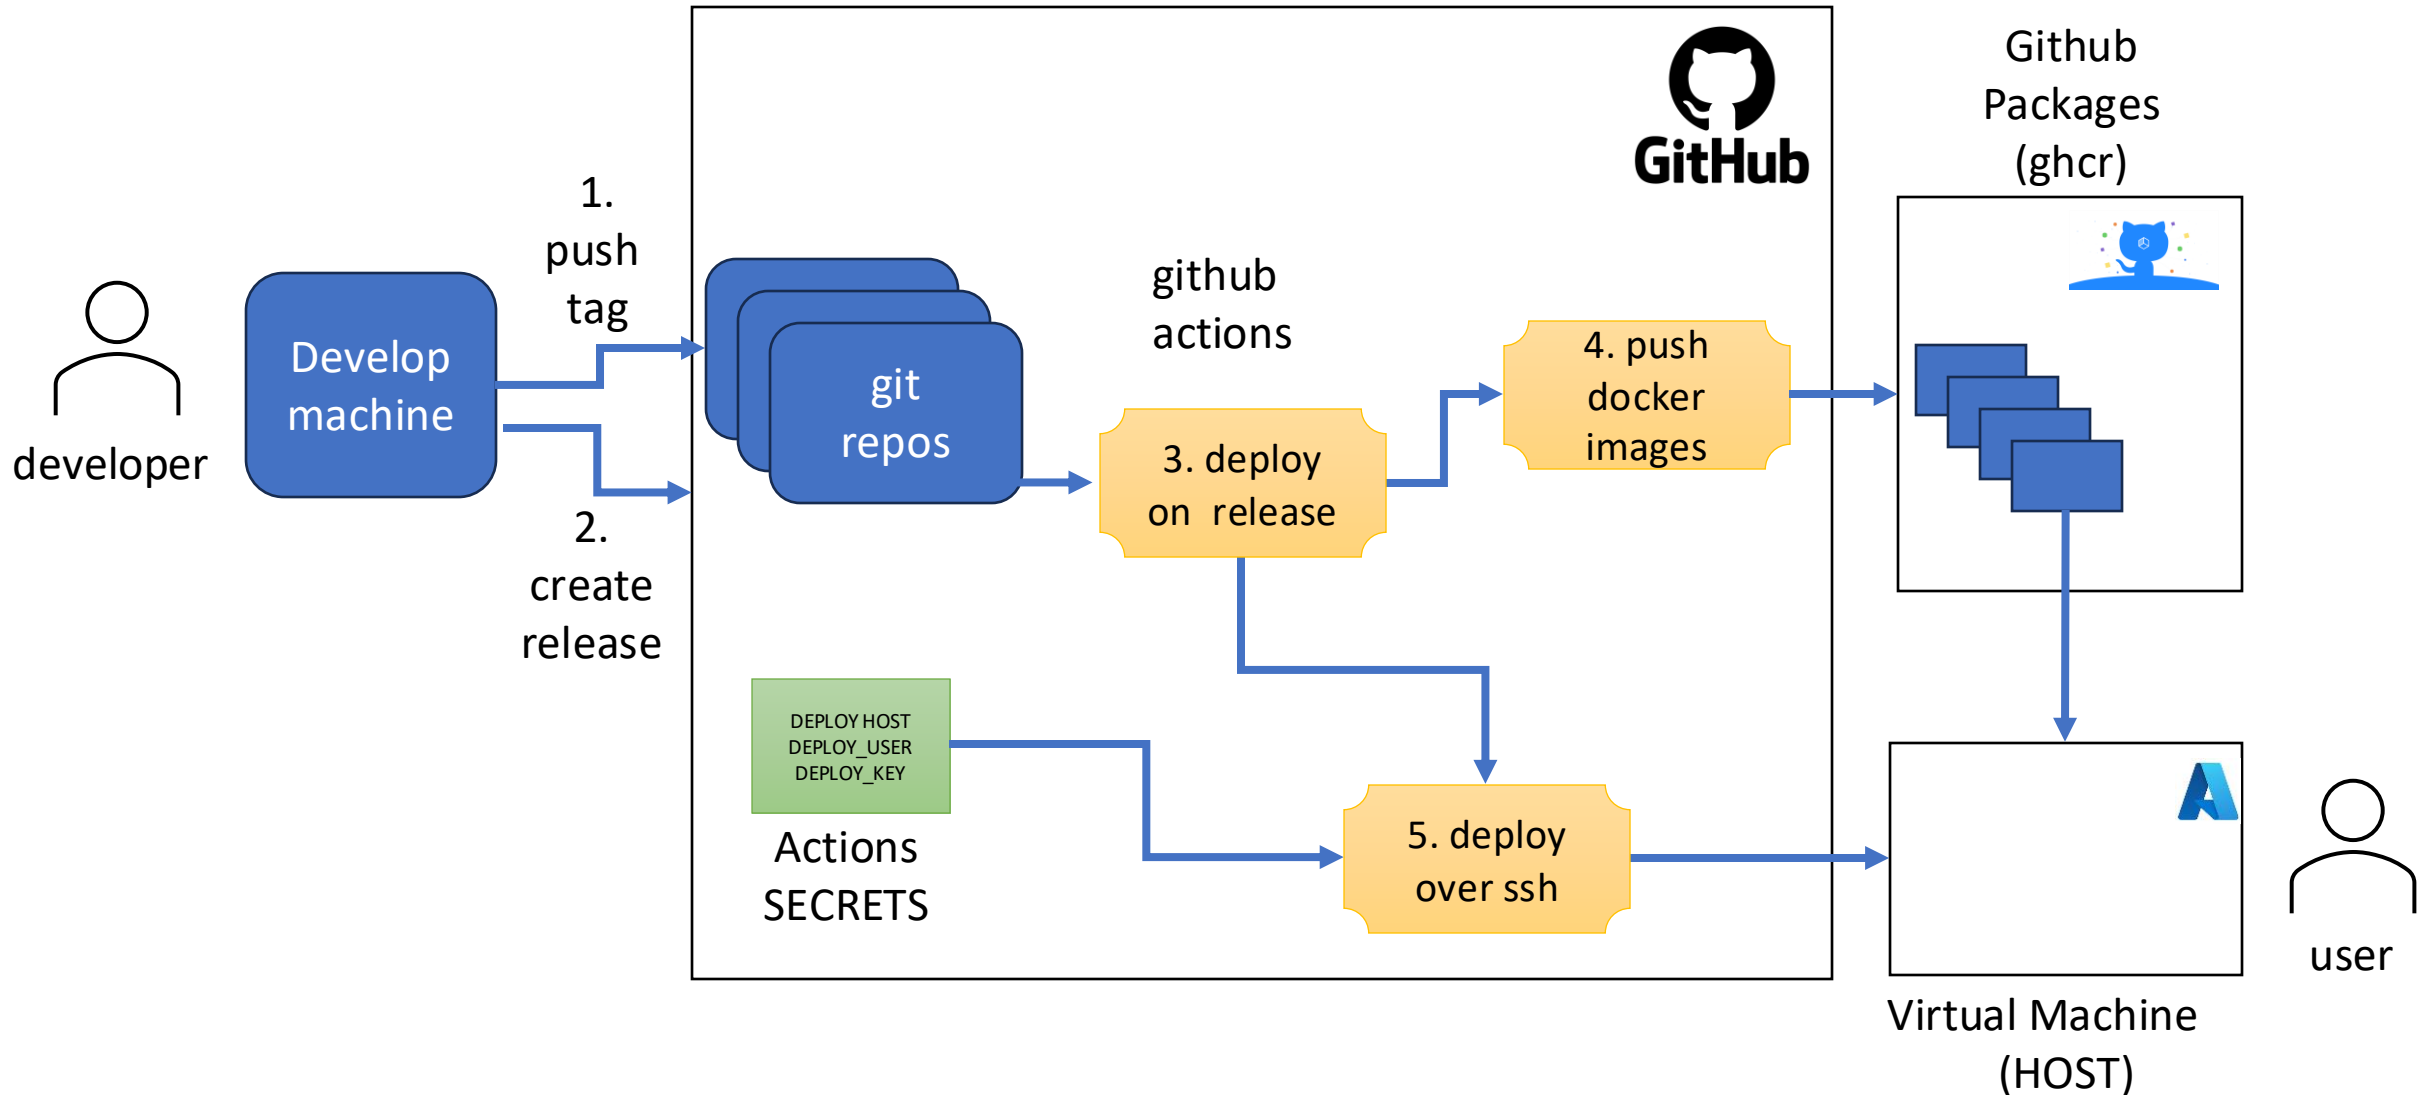 developer
Develop
machine
1.
push
tag
2.
create
release
git
repos
github
actions
3. deploy
on  release
4. push
docker
images
GitHub
DEPLOY HOST
DEPLOY_USER
DEPLOY_KEY
Actions
SECRETS
5. deploy
over ssh
Github
Packages
(ghcr)
Virtual Machine
(HOST)
user